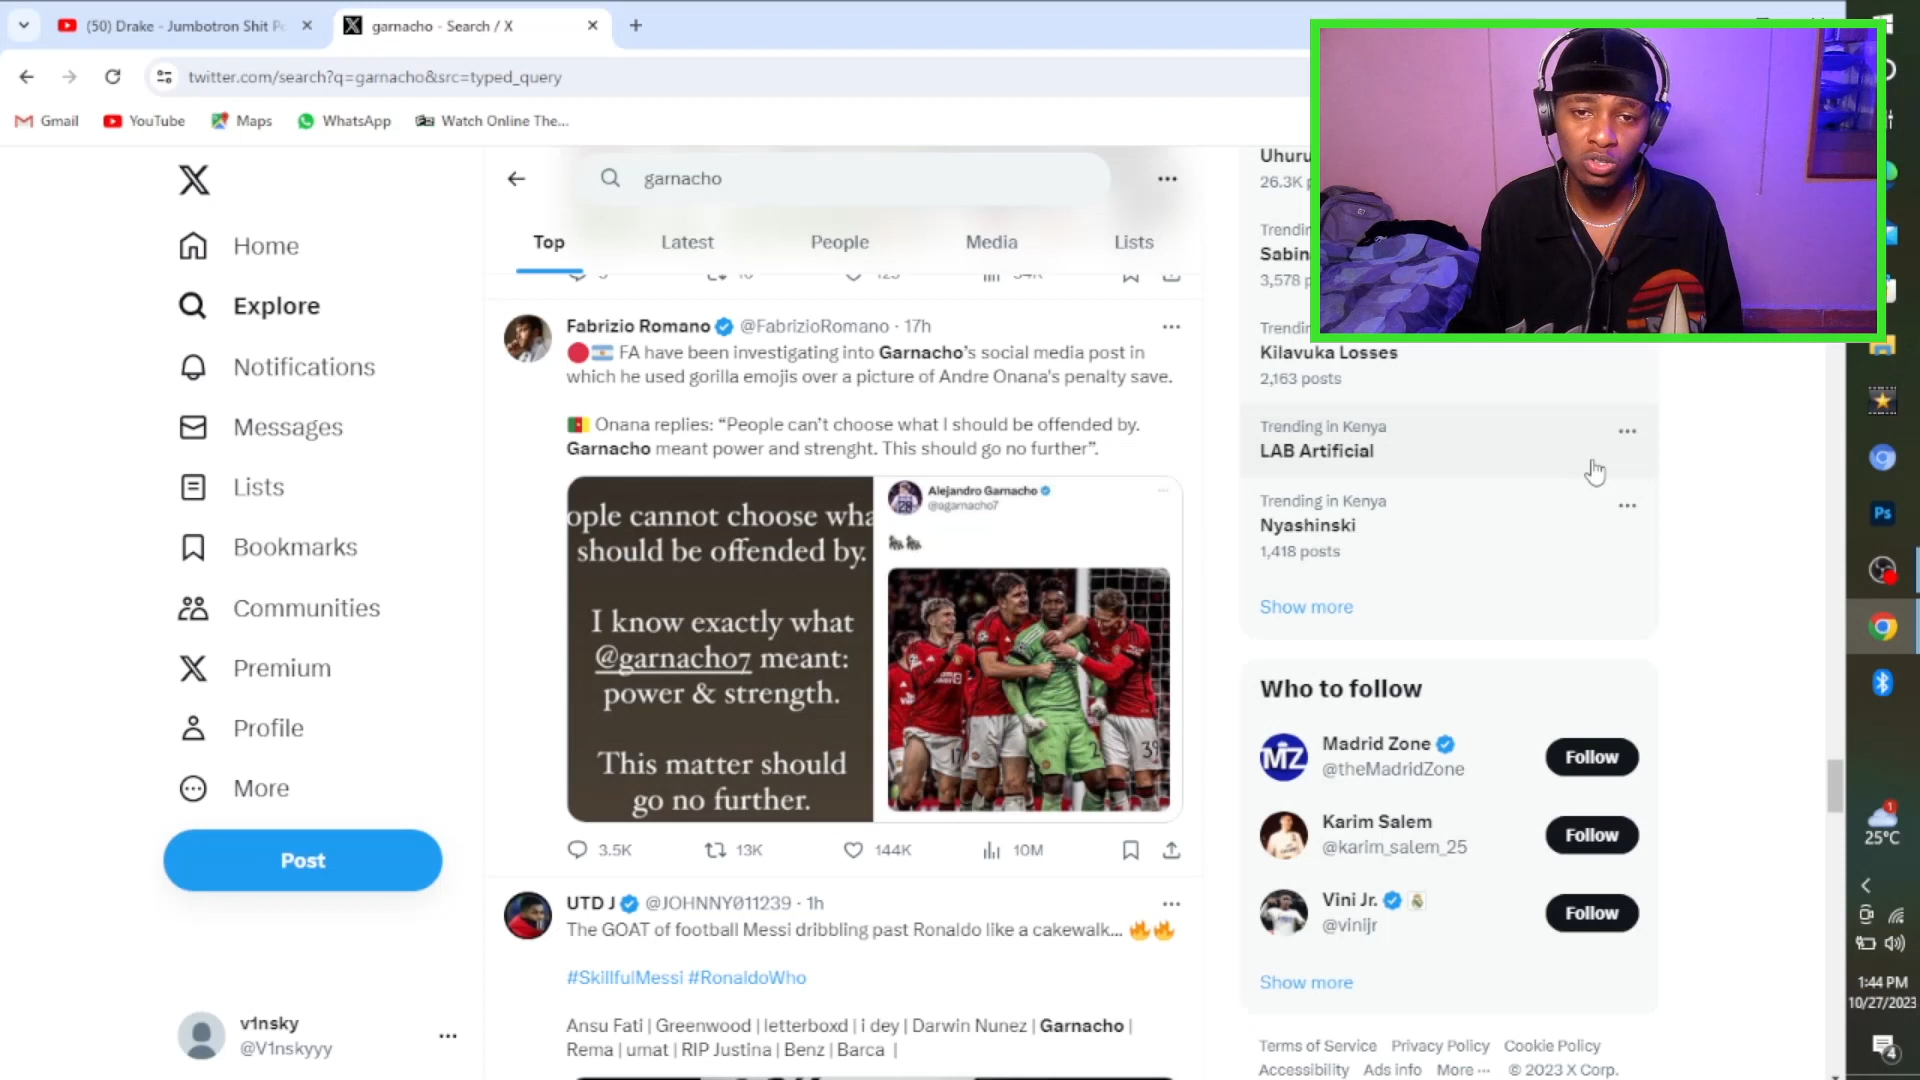 (50) Drake - Jumbotron Shit P
garnacho - Search / X
twitter.com/search?q=garnacho&src=typed_query
Gmail
YouTube
Maps
WhatsApp
Watch Online The...
garnacho
Top
Latest
People
Media
Lists
Home
Explore
Notifications
Messages
Lists
Bookmarks
Communities
Premium
Profile
More
Post
v1nsky
@V1nskyyy
Fabrizio Romano @FabrizioRomano · 17h
🔴🇦🇷 FA have been investigating into Garnacho's social media post in
which he used gorilla emojis over a picture of Andre Onana's penalty save.
🇨🇲 Onana replies: “People can't choose what I should be offended by.
Garnacho meant power and strenght. This should go no further”.
ople cannot choose wha
should be offended by.
I know exactly what
@garnacho7 meant:
power & strength.
This matter should
go no further.
Alejandro Garnacho
@agarnacho7
3.5K
13K
144K
10M
UTD J @JOHNNY011239 · 1h
The GOAT of football Messi dribbling past Ronaldo like a cakewalk... 🔥🔥
#SkillfulMessi #RonaldoWho
Ansu Fati | Greenwood | letterboxd | i dey | Darwin Nunez | Garnacho |
Rema | umat | RIP Justina | Benz | Barca |
Uhuru
26.3K p
Trendin
Sabin
3,578 p
Trendin
Kilavuka Losses
2,163 posts
Trending in Kenya
LAB Artificial
Trending in Kenya
Nyashinski
1,418 posts
Show more
Who to follow
Madrid Zone
@theMadridZone
Follow
Karim Salem
@karim_salem_25
Follow
Vini Jr.
@vinijr
Follow
Show more
Terms of Service Privacy Policy Cookie Policy
Accessibility Ads info More ··· © 2023 X Corp.
Ps
1
25°C
1:44 PM
10/27/2023
4